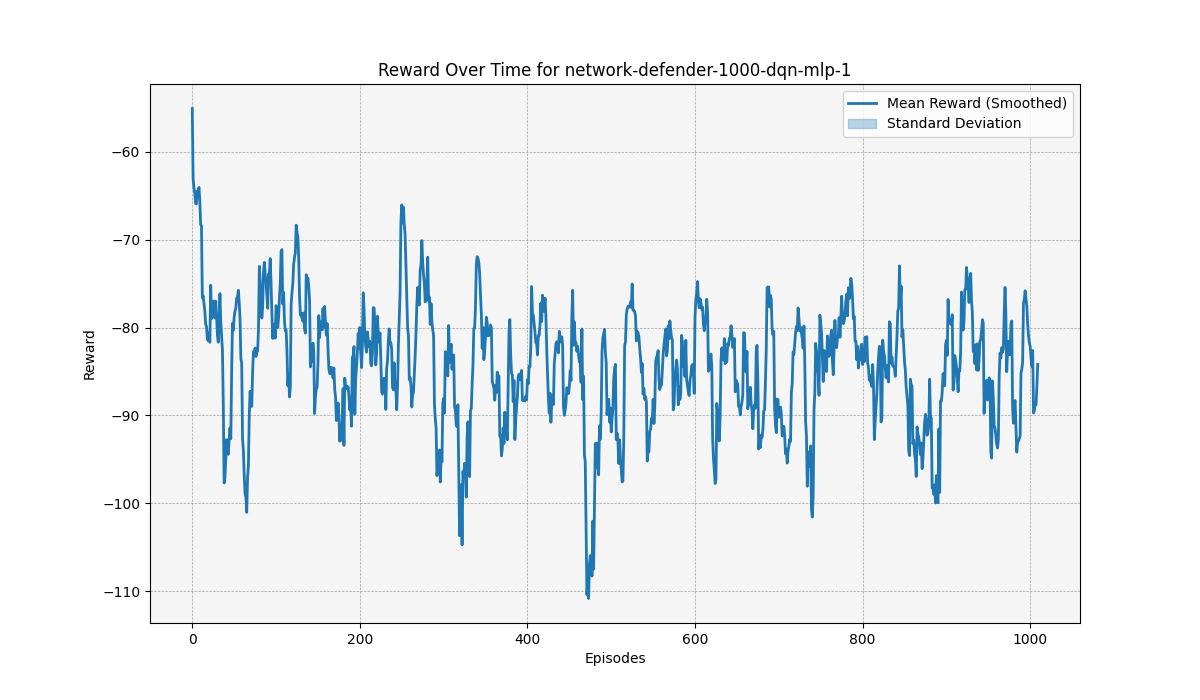 Reward Over Time for network-defender-1000-dqn-mlp-1
Mean Reward (Smoothed)
Standard Deviation
−60
−70
−80
−90
−100
−110
Reward
0 200 400 600 800 1000
Episodes